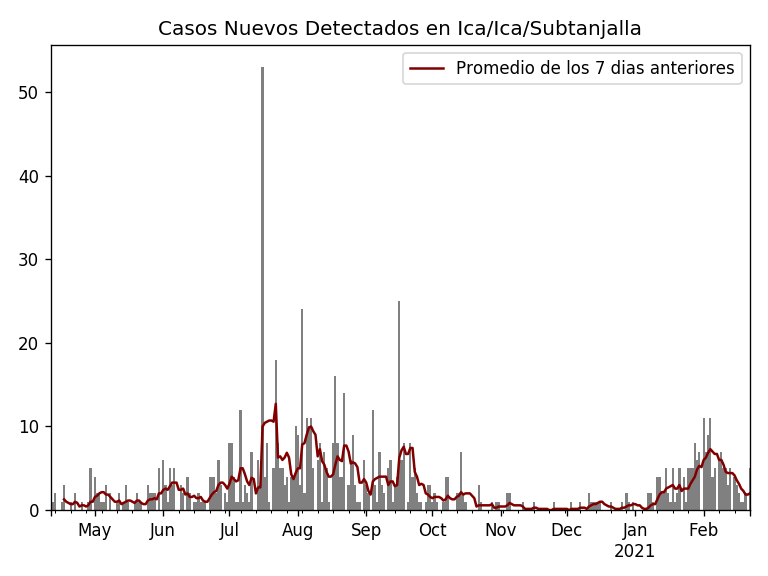 Casos Nuevos Detectados en Ica/Ica/Subtanjalla
Promedio de los 7 dias anteriores
50
40
30
20
10
0
May Jun Jul Aug Sep Oct Nov Dec Jan Feb
2021